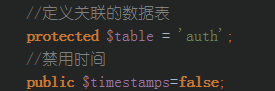 //定义关联的数据表
protected $table = 'auth';
//禁用时间
public $timestamps=false;